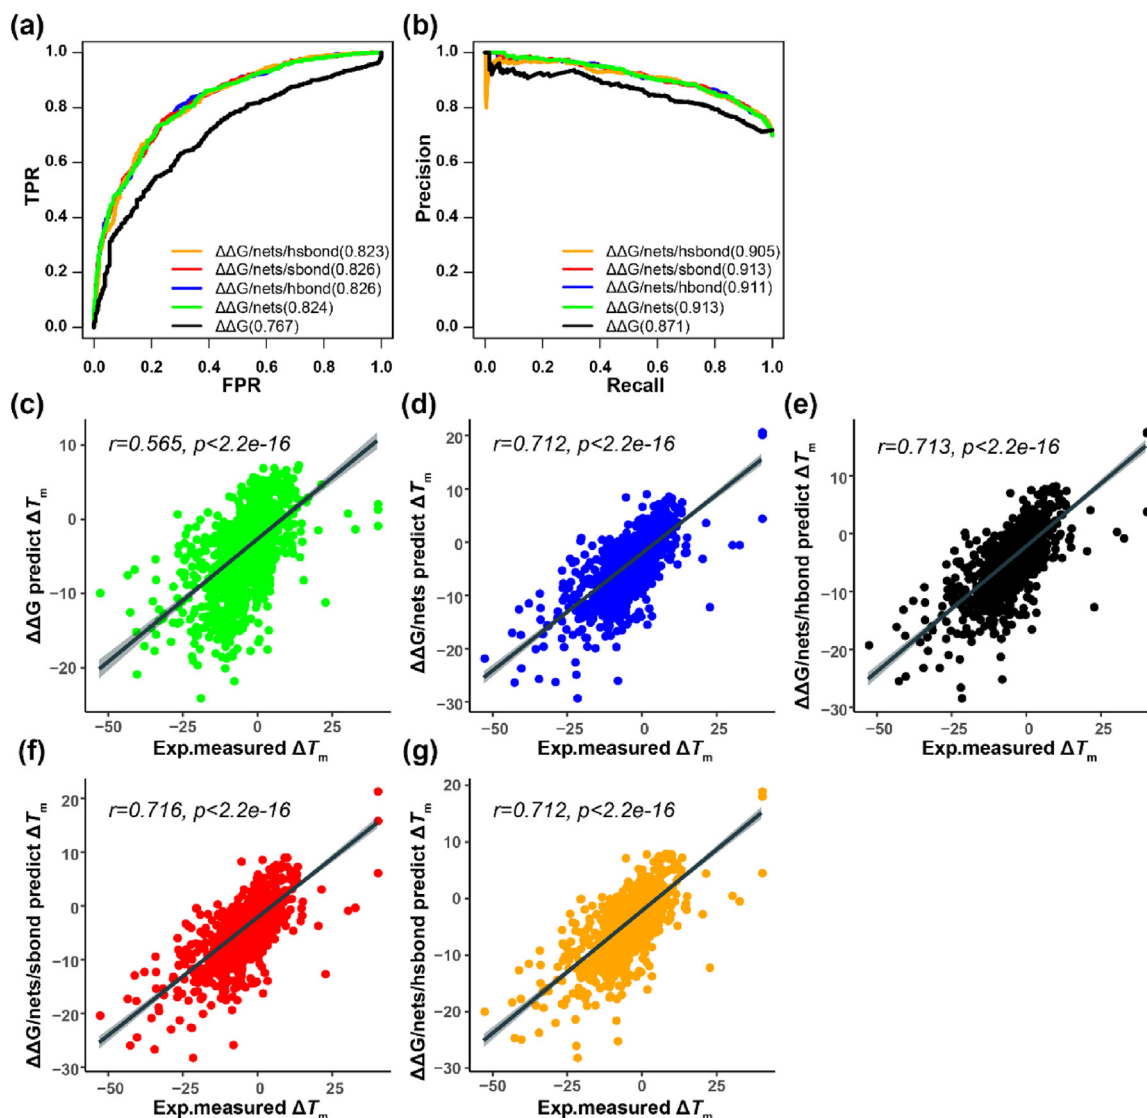 (a)
1.0
0.8
0.6
0.4
0.2
0.0
TPR
ΔΔG/nets/hsbond(0.823)
ΔΔG/nets/sbond(0.826)
ΔΔG/nets/hbond(0.826)
ΔΔG/nets(0.824)
ΔΔG(0.767)
0.0 0.2 0.4 0.6 0.8 1.0
FPR
(b)
1.0
0.8
0.6
0.4
0.2
0.0
Precision
ΔΔG/nets/hsbond(0.905)
ΔΔG/nets/sbond(0.913)
ΔΔG/nets/hbond(0.911)
ΔΔG/nets(0.913)
ΔΔG(0.871)
0.0 0.2 0.4 0.6 0.8 1.0
Recall
(c)
r=0.565, p<2.2e-16
10
0
−10
−20
ΔΔG predict ΔTm
−50 −25 0 25
Exp.measured ΔTm
(d)
r=0.712, p<2.2e-16
20
10
0
−10
−20
−30
ΔΔG/nets predict ΔTm
−50 −25 0 25
Exp.measured ΔTm
(e)
r=0.713, p<2.2e-16
20
10
0
−10
−20
−30
ΔΔG/nets/hbond predict ΔTm
−50 −25 0 25
Exp.measured ΔTm
(f)
r=0.716, p<2.2e-16
20
10
0
−10
−20
−30
ΔΔG/nets/sbond predict ΔTm
−50 −25 0 25
Exp.measured ΔTm
(g)
r=0.712, p<2.2e-16
20
10
0
−10
−20
−30
ΔΔG/nets/hsbond predict ΔTm
−50 −25 0 25
Exp.measured ΔTm